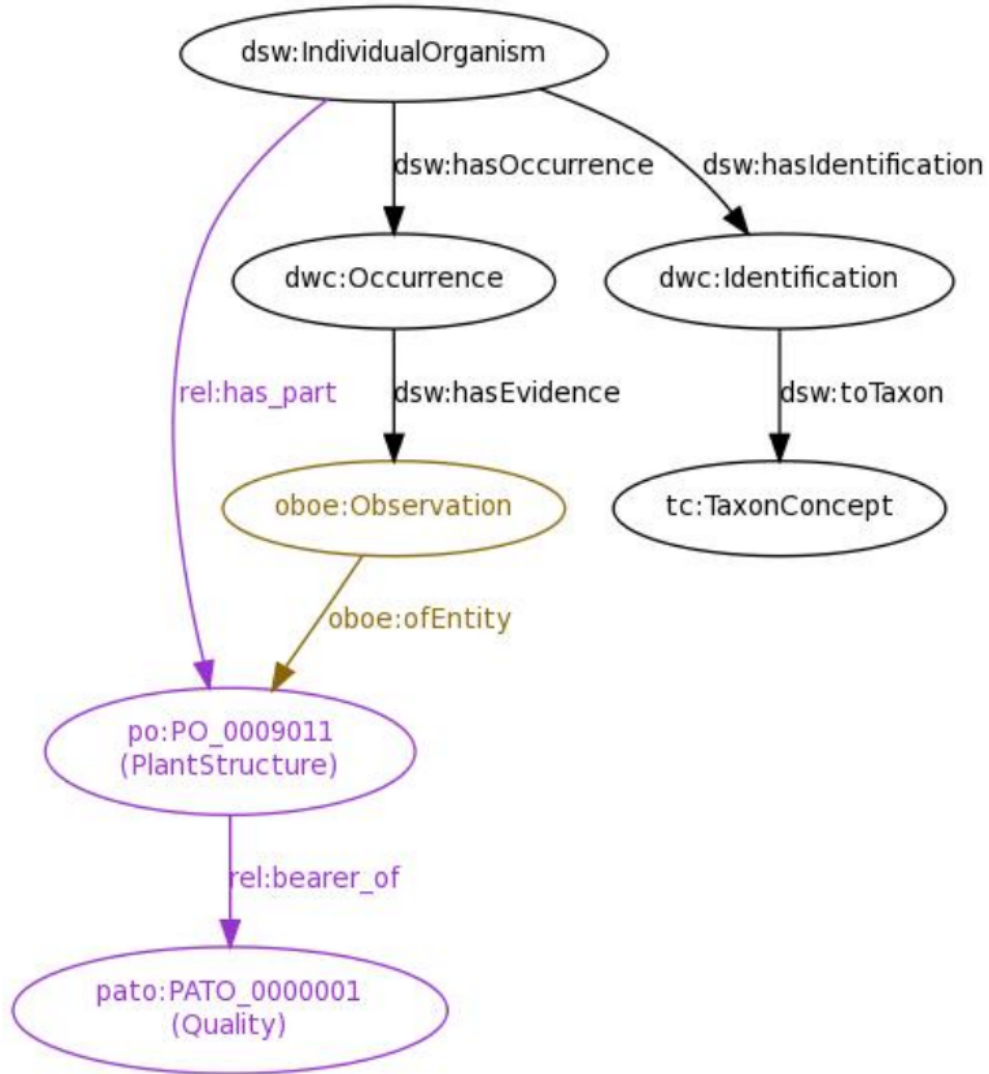 dsw:IndividualOrganism
dsw:hasOccurrence
dsw:hasIdentification
dwc:Occurrence
dwc:Identification
rel:has_part
dsw:hasEvidence
dsw:toTaxon
oboe:Observation
tc:TaxonConcept
oboe:ofEntity
po:PO_0009011
(PlantStructure)
rel:bearer_of
pato:PATO_0000001
(Quality)